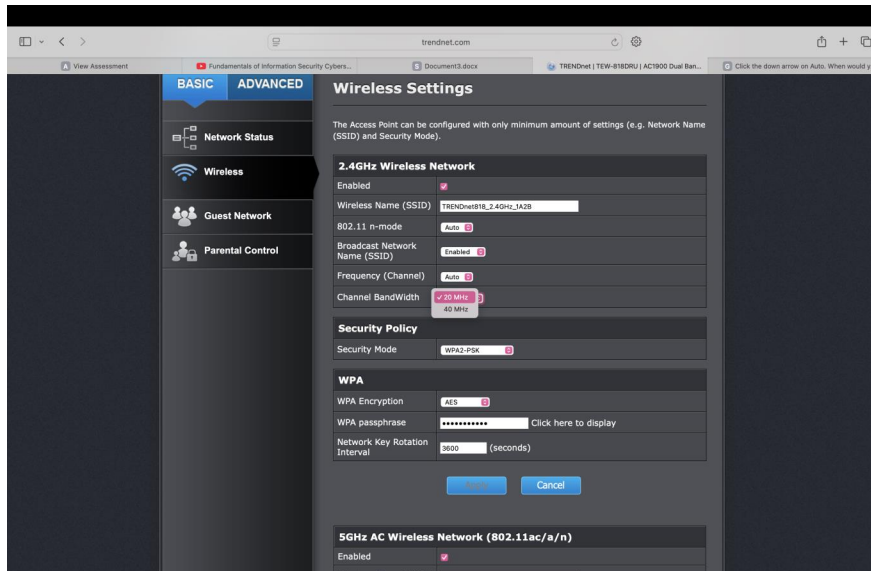 trendnet.com
View Assessment
Fundamentals of Information Security Cybers...
Document3.docx
TRENDnet | TEW-818DRU | AC1900 Dual Ban...
Click the down arrow on Auto. When would y
BASIC ADVANCED
Network Status
Wireless
Guest Network
Parental Control
Wireless Settings
The Access Point can be configured with only minimum amount of settings (e.g. Network Name
(SSID) and Security Mode).
2.4GHz Wireless Network
Enabled
Wireless Name (SSID) TRENDnet818_2.4GHz_1A2B
802.11 n-mode Auto
Broadcast Network
Name (SSID) Enabled
Frequency (Channel) Auto
Channel BandWidth ✓ 20 MHz
40 MHz
Security Policy
Security Mode WPA2-PSK
WPA
WPA Encryption AES
WPA passphrase ••••••••••• Click here to display
Network Key Rotation
Interval 3600 (seconds)
Cancel
5GHz AC Wireless Network (802.11ac/a/n)
Enabled